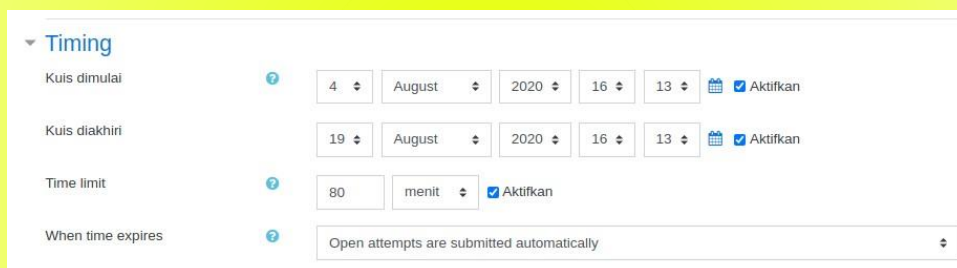 Timing
Kuis dimulai 4 August 2020 16 13 Aktifkan
Kuis diakhiri 19 August 2020 16 13 Aktifkan
Time limit 80 menit Aktifkan
When time expires Open attempts are submitted automatically